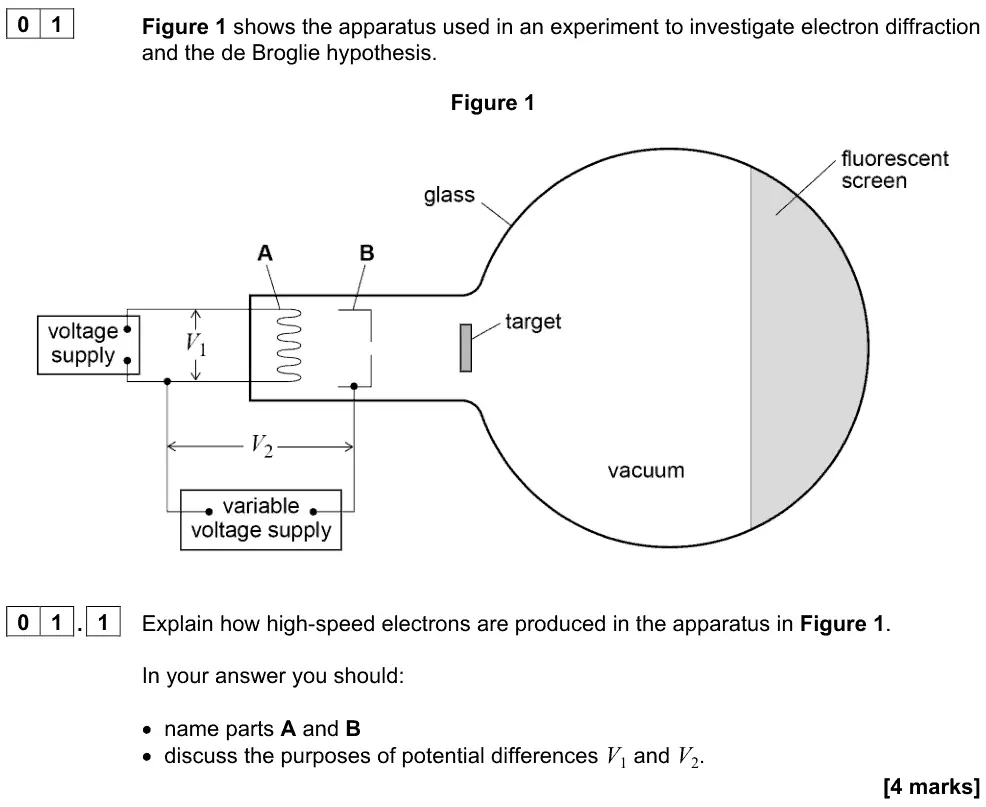 0 1
Figure 1 shows the apparatus used in an experiment to investigate electron diffraction
and the de Broglie hypothesis.
Figure 1
fluorescent
screen
glass
A
B
target
voltage
supply
V₁
V₂
vacuum
variable
voltage supply
0 1 . 1
Explain how high-speed electrons are produced in the apparatus in Figure 1.
In your answer you should:
• name parts A and B
• discuss the purposes of potential differences V₁ and V₂.
[4 marks]